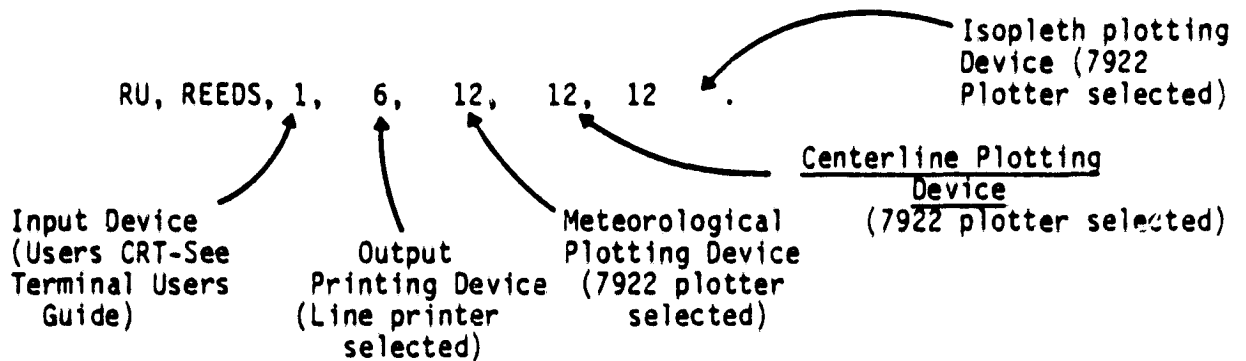 Isopleth plotting
Device (7922
Plotter selected)
RU, REEDS, 1, 6, 12, 12, 12 .
Centerline Plotting
Device
(7922 plotter selected)
Input Device
(Users CRT-See
Terminal Users
Guide)
Output
Printing Device
(Line printer
selected)
Meteorological
Plotting Device
(7922 plotter
selected)